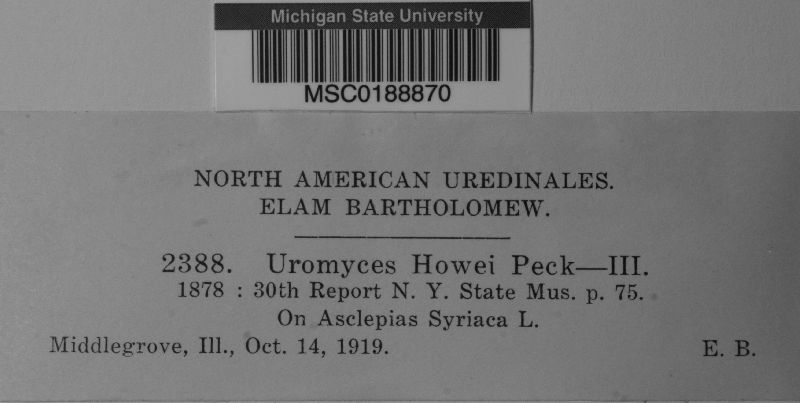 Michigan State University
MSC0188870
NORTH AMERICAN UREDINALES.
ELAM BARTHOLOMEW.
2388. Uromyces Howei Peck—III.
1878 : 30th Report N. Y. State Mus. p. 75.
On Asclepias Syriaca L.
Middlegrove, Ill., Oct. 14, 1919. E. B.